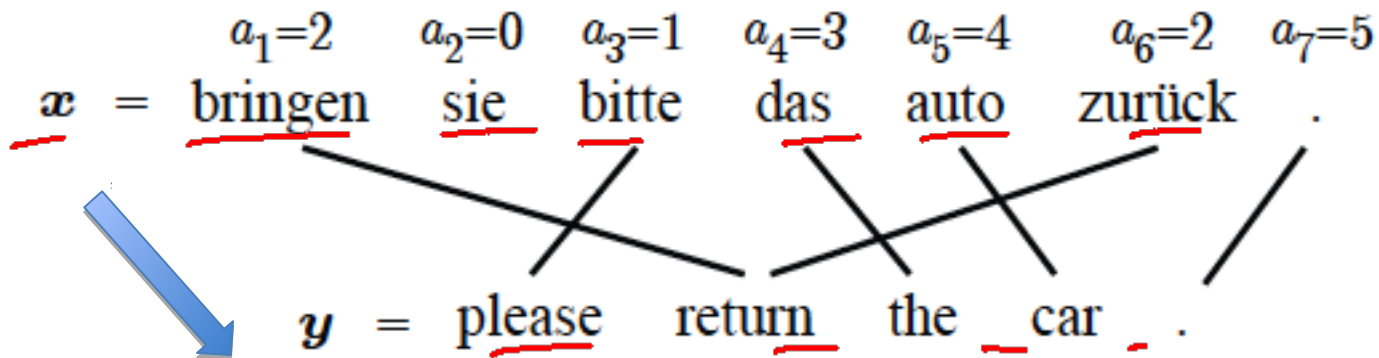 a₁=2 a₂=0 a₃=1 a₄=3 a₅=4 a₆=2 a₇=5
x = bringen sie bitte das auto zurück .
y = please return the car .